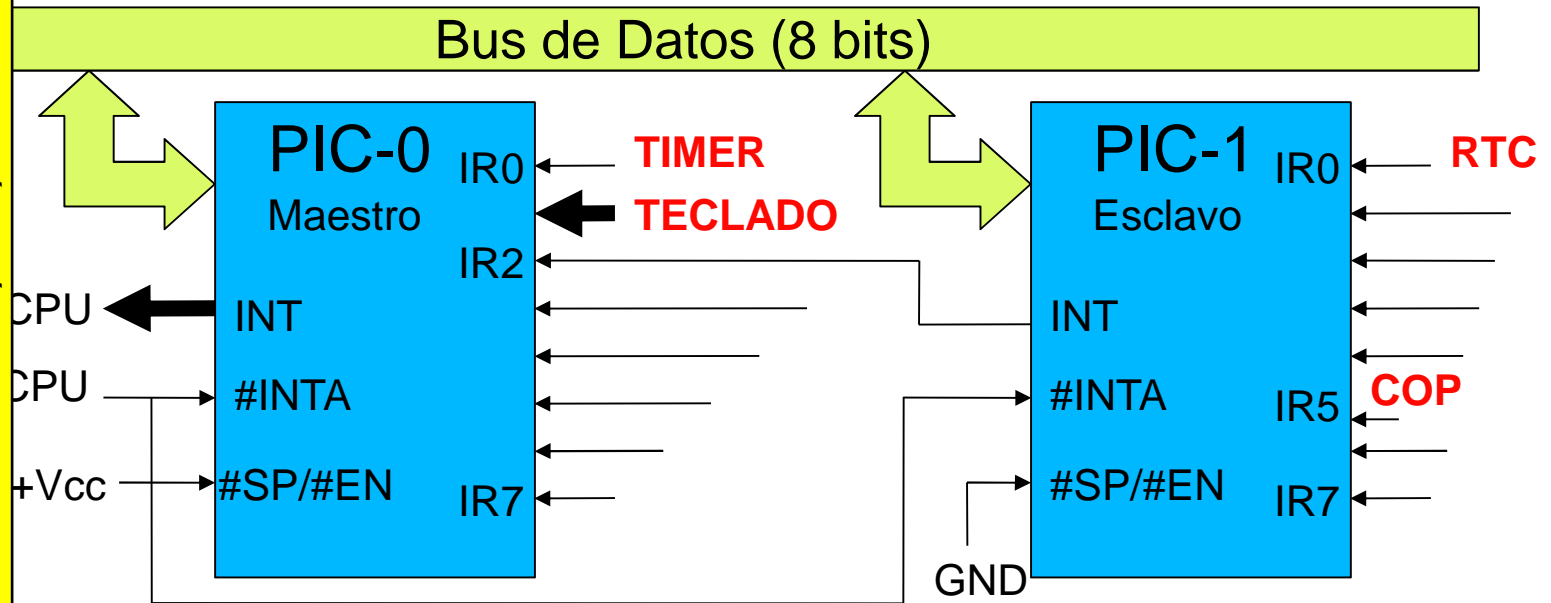 Bus de Datos (8 bits)
PIC-0
Maestro
IR0
TIMER
TECLADO
IR2
CPU
INT
CPU
#INTA
+Vcc
#SP/#EN
IR7
PIC-1
Esclavo
IR0
RTC
INT
#INTA
IR5
COP
#SP/#EN
IR7
GND